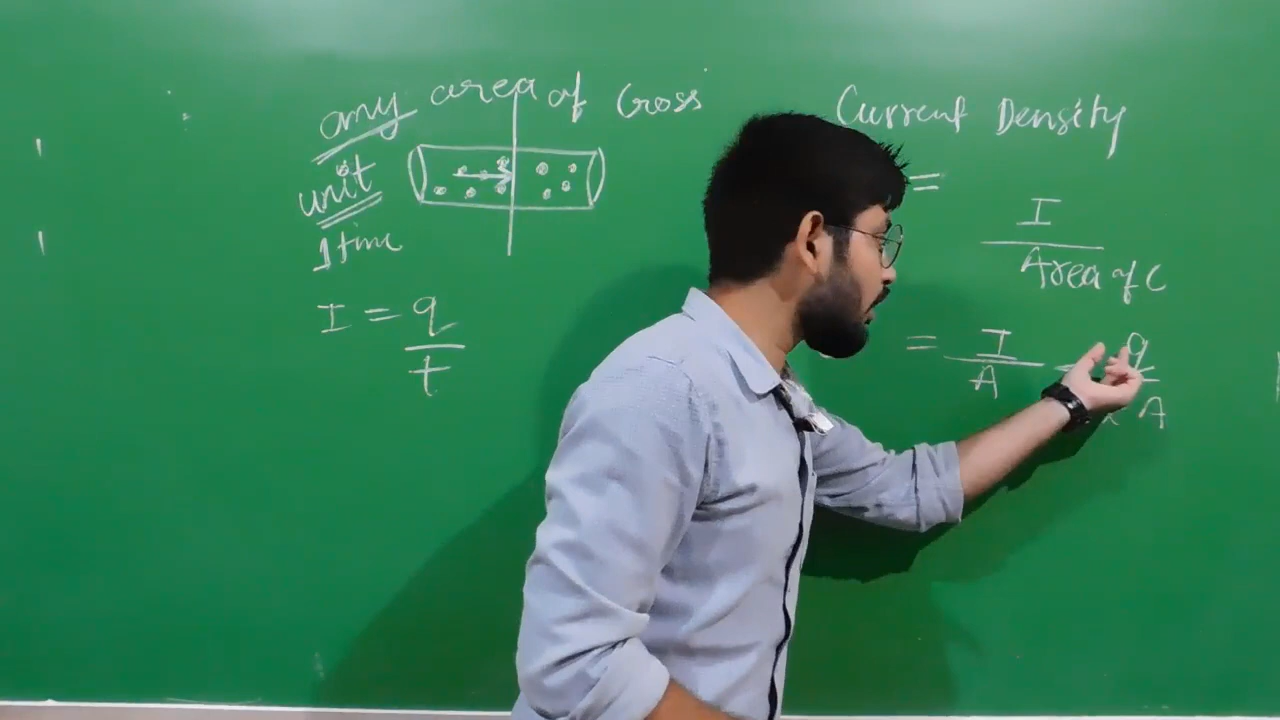 any area of Cross
unit
1 time
I = q
t
Current Density
=
I
Area of C
= I
A
q
A